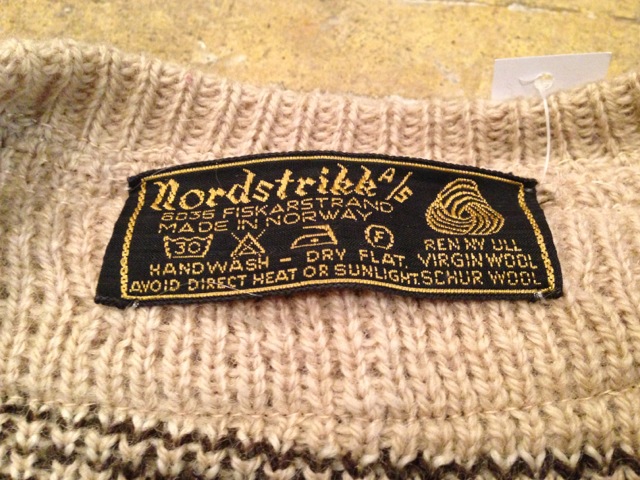 Nordstrikk A/S
6035 FISKARSTRAND
MADE IN NORWAY
30 F
HANDWASH - DRY FLAT.
AVOID DIRECT HEAT OR SUNLIGHT.
REN NY ULL
VIRGIN WOOL
SCHUR WOOL